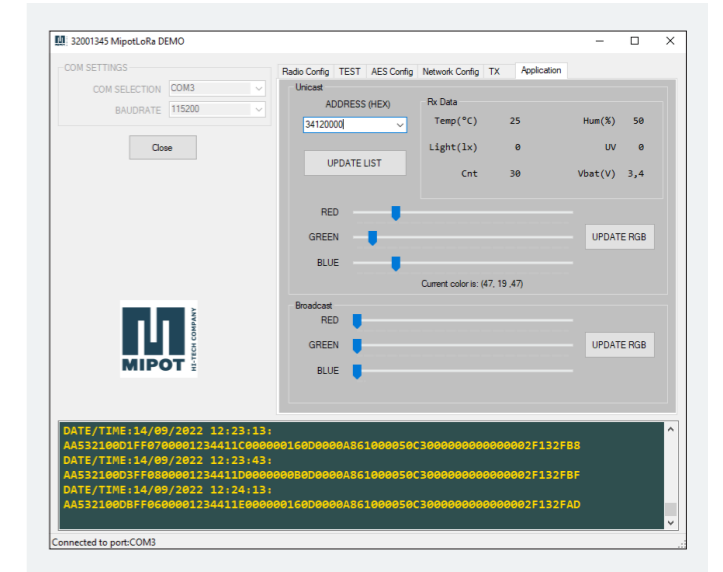 32001345 MipotLoRa DEMO
COM SETTINGS
COM SELECTION COM3
BAUDRATE 115200
Close
Radio Config TEST AES Config Network Config TX Application
Unicast
ADDRESS (HEX)
34120000
UPDATE LIST
Rx Data
Temp(°C) 25 Hum(%) 50
Light(lx) 0 UV 0
Cnt 30 Vbat(V) 3,4
RED
GREEN
BLUE
UPDATE RGB
Current color is: (47, 19 ,47)
Broadcast
RED
GREEN
BLUE
UPDATE RGB
MIPOT
HI-TECH COMPANY
DATE/TIME:14/09/2022 12:23:13:
AA532100D1FF0700001234411C000000160D0000A861000050C3000000000000002F132FB8
DATE/TIME:14/09/2022 12:23:43:
AA532100D3FF0800001234411D000000B0D0000A861000050C3000000000000002F132FBF
DATE/TIME:14/09/2022 12:24:13:
AA532100DBFF0600001234411E000000160D0000A861000050C3000000000000002F132FAD
Connected to port:COM3